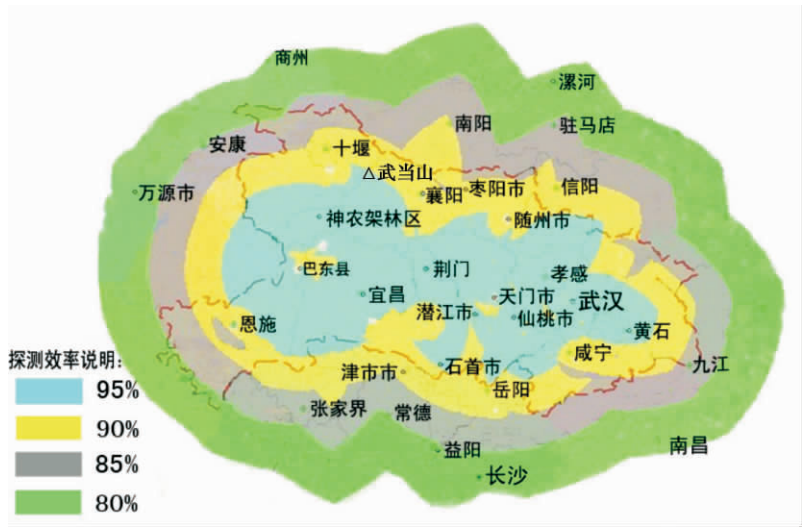 商州
漯河
南阳
驻马店
安康
十堰
△武当山
万源市
襄阳
枣阳市
信阳
神农架林区
随州市
巴东县
荆门
孝感
宜昌
天门市
武汉
潜江市
仙桃市
恩施
黄石
咸宁
探测效率说明:
津市市
石首市
九江
95%
岳阳
张家界
常德
90%
益阳
南昌
85%
长沙
80%